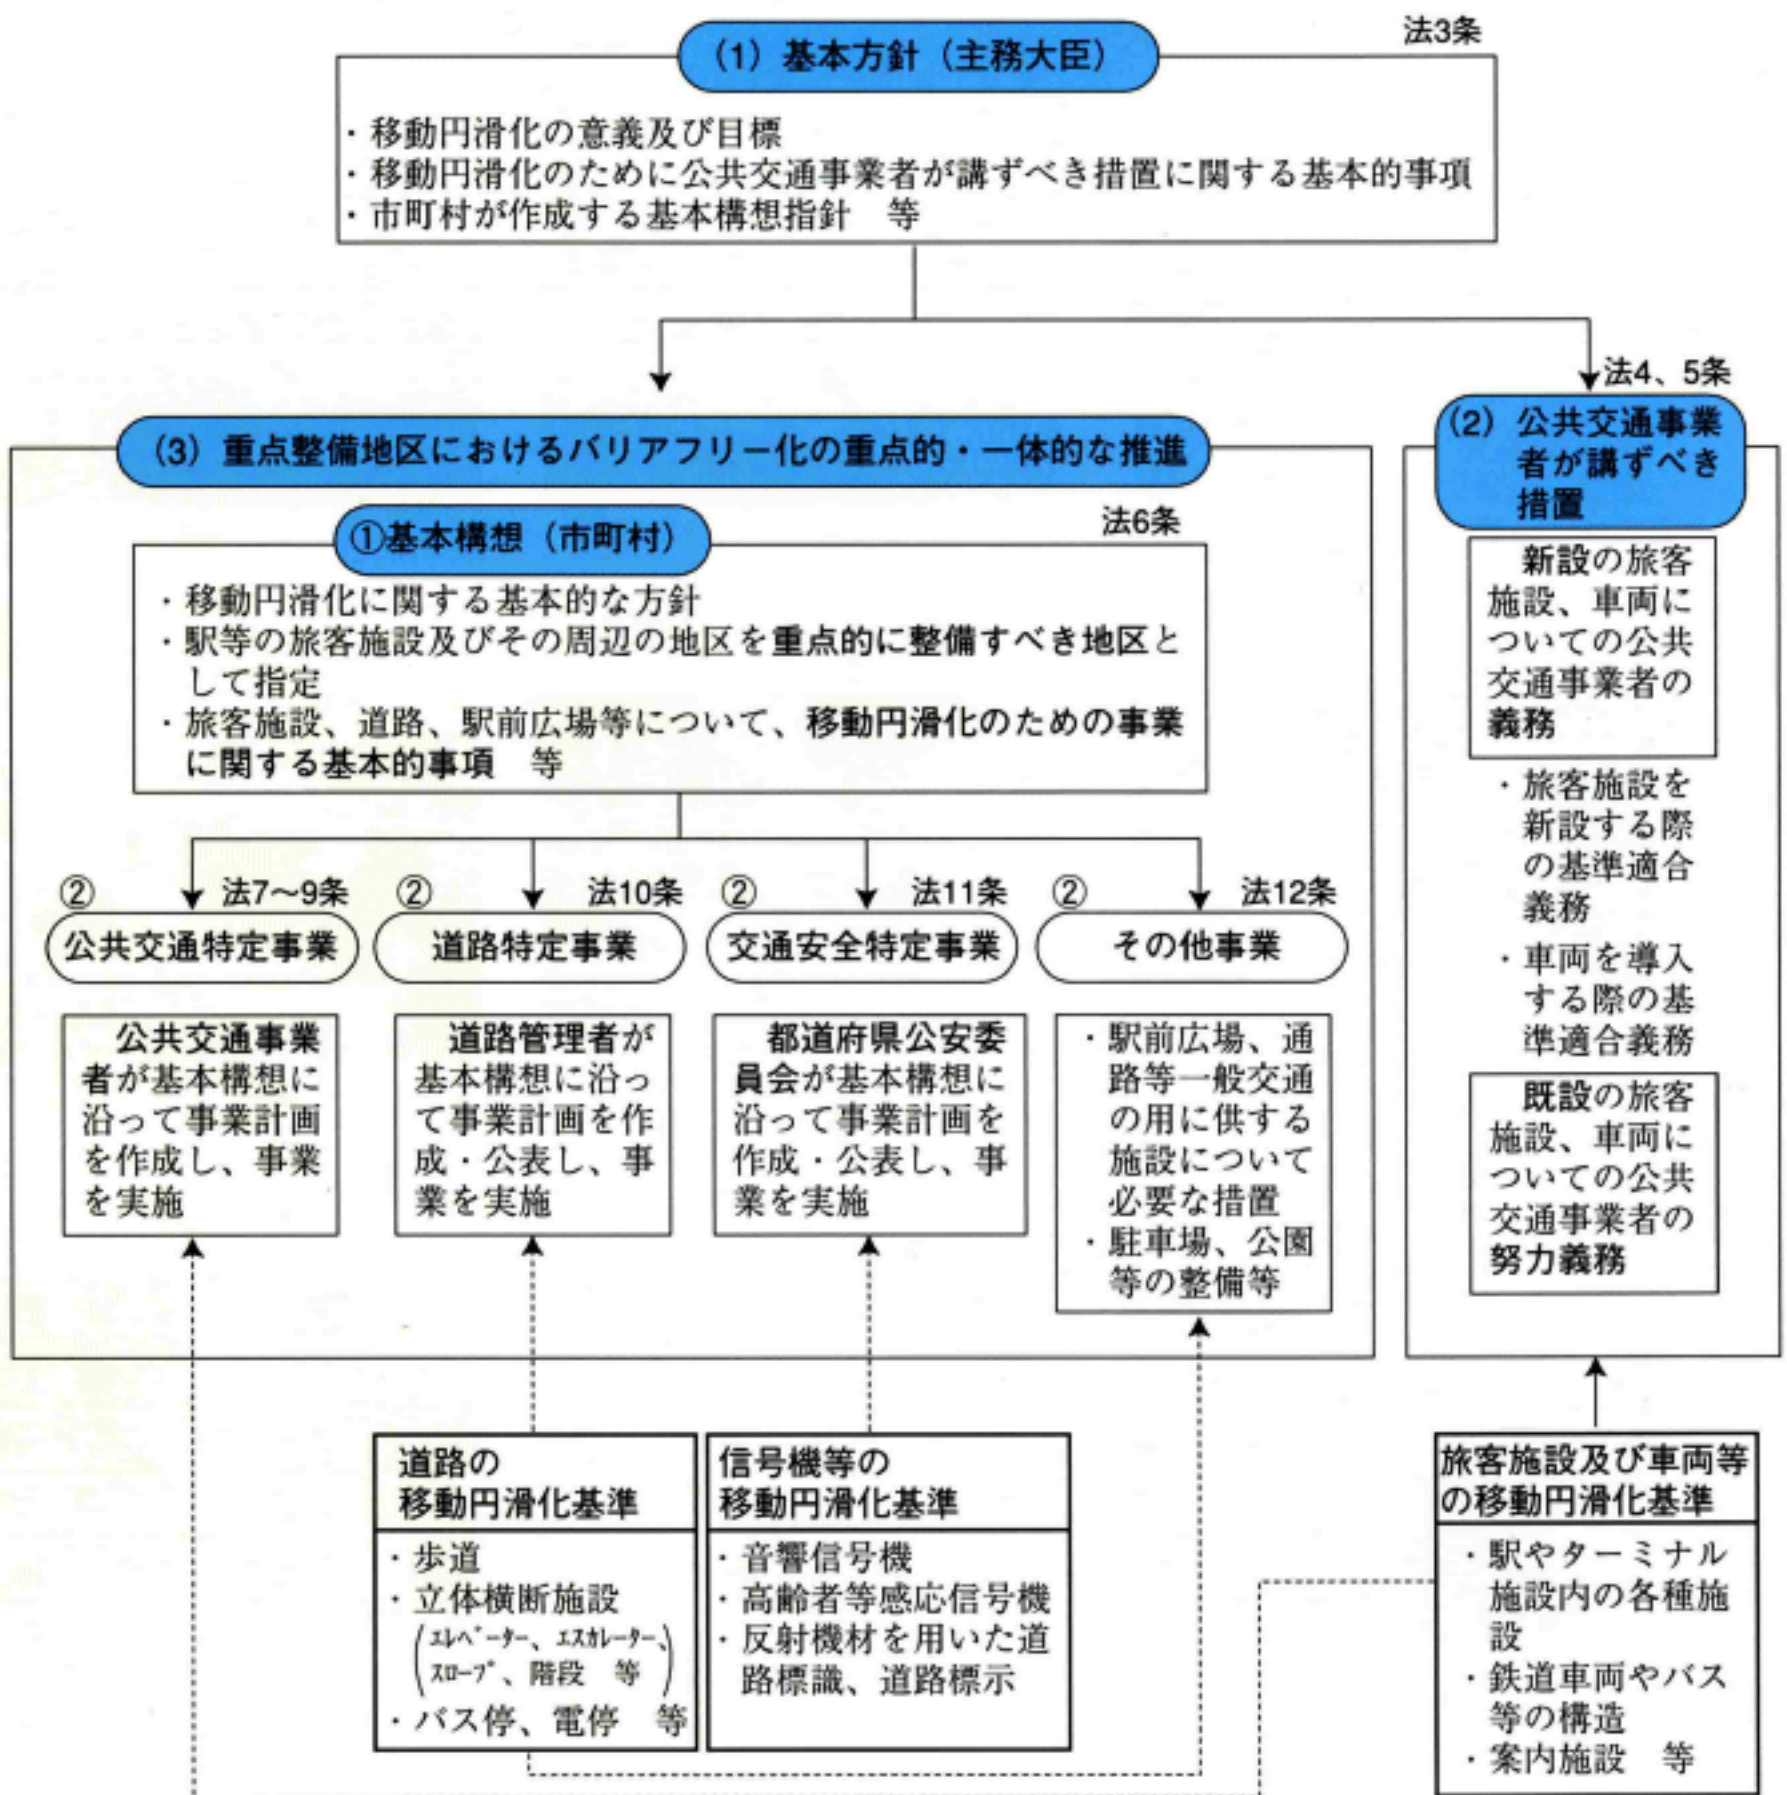 法3条
(1) 基本方針(主務大臣)
・移動円滑化の意義及び目標
・移動円滑化のために公共交通事業者が講ずべき措置に関する基本的事項
・市町村が作成する基本構想指針　等
(3) 重点整備地区におけるバリアフリー化の重点的・一体的な推進
法6条
①基本構想(市町村)
・移動円滑化に関する基本的な方針
・駅等の旅客施設及びその周辺の地区を重点的に整備すべき地区と
して指定
・旅客施設、道路、駅前広場等について、移動円滑化のための事業
に関する基本的事項　等
② 法7～9条
公共交通特定事業
公共交通事業
者が基本構想に
沿って事業計画
を作成し、事業
を実施
② 法10条
道路特定事業
道路管理者が
基本構想に沿っ
て事業計画を作
成・公表し、事
業を実施
② 法11条
交通安全特定事業
都道府県公安委
員会が基本構想に
沿って事業計画を
作成・公表し、事
業を実施
② 法12条
その他事業
・駅前広場、通
路等一般交通
の用に供する
施設について
必要な措置
・駐車場、公園
等の整備等
法4、5条
(2) 公共交通事業
者が講ずべき
措置
新設の旅客
施設、車両に
ついての公共
交通事業者の
義務
・旅客施設を
新設する際
の基準適合
義務
・車両を導入
する際の基
準適合義務
既設の旅客
施設、車両に
ついての公共
交通事業者の
努力義務
道路の
移動円滑化基準
・歩道
・立体横断施設
(エレベーター、エスカレーター、
スロープ、階段　等)
・バス停、電停　等
信号機等の
移動円滑化基準
・音響信号機
・高齢者等感応信号機
・反射機材を用いた道
路標識、道路標示
旅客施設及び車両等
の移動円滑化基準
・駅やターミナル
施設内の各種施
設
・鉄道車両やバス
等の構造
・案内施設　等